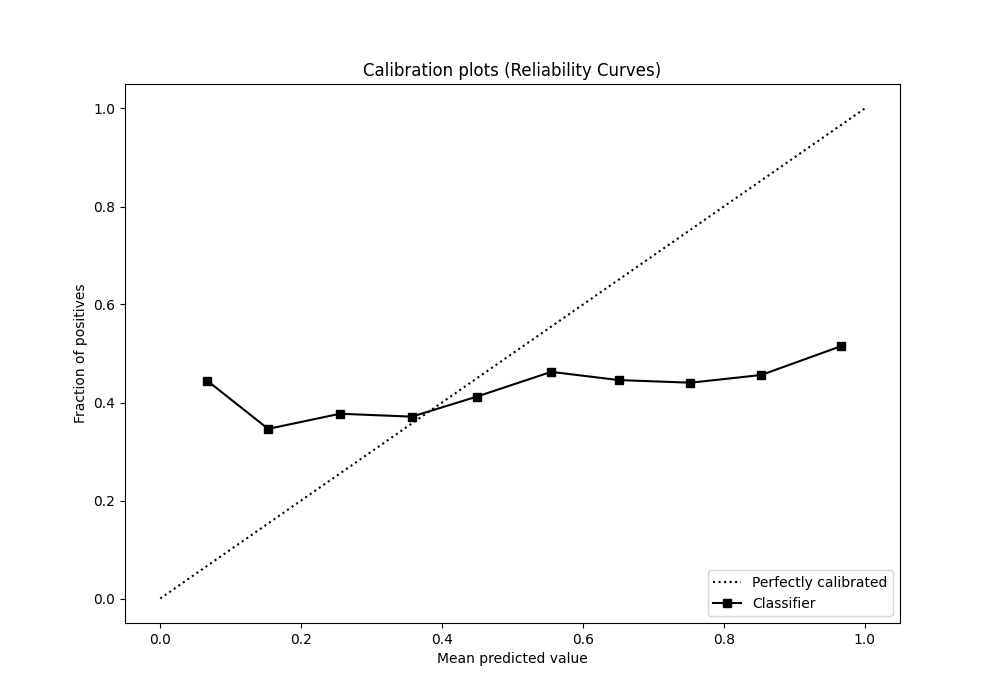 Calibration plots (Reliability Curves)
1.0
0.8
0.6
0.4
0.2
0.0
Fraction of positives
0.0 0.2 0.4 0.6 0.8 1.0
Mean predicted value
Perfectly calibrated
Classifier